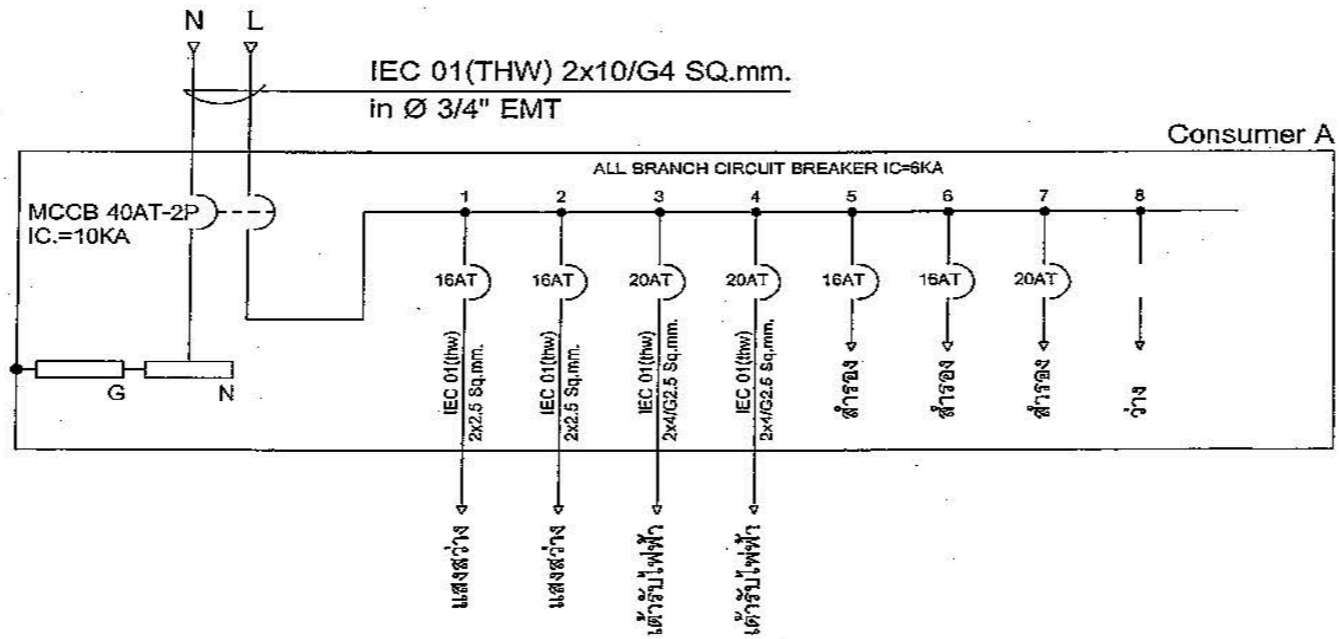 N L
IEC 01(THW) 2x10/G4 SQ.mm.
in Ø 3/4" EMT
Consumer A
ALL BRANCH CIRCUIT BREAKER IC=6KA
1 2 3 4 5 6 7 8
MCCB 40AT-2P
IC.=10KA
16AT 16AT 20AT 20AT 16AT 16AT 20AT
IEC 01(thw)
2x2.5 Sq.mm.
IEC 01(thw)
2x2.5 Sq.mm.
IEC 01(thw)
2x4/G2.5 Sq.mm.
IEC 01(thw)
2x4/G2.5 Sq.mm.
สำรอง
สำรอง
สำรอง
ว่าง
G N
แสงสว่าง
แสงสว่าง
เต้ารับไฟฟ้า
เต้ารับไฟฟ้า